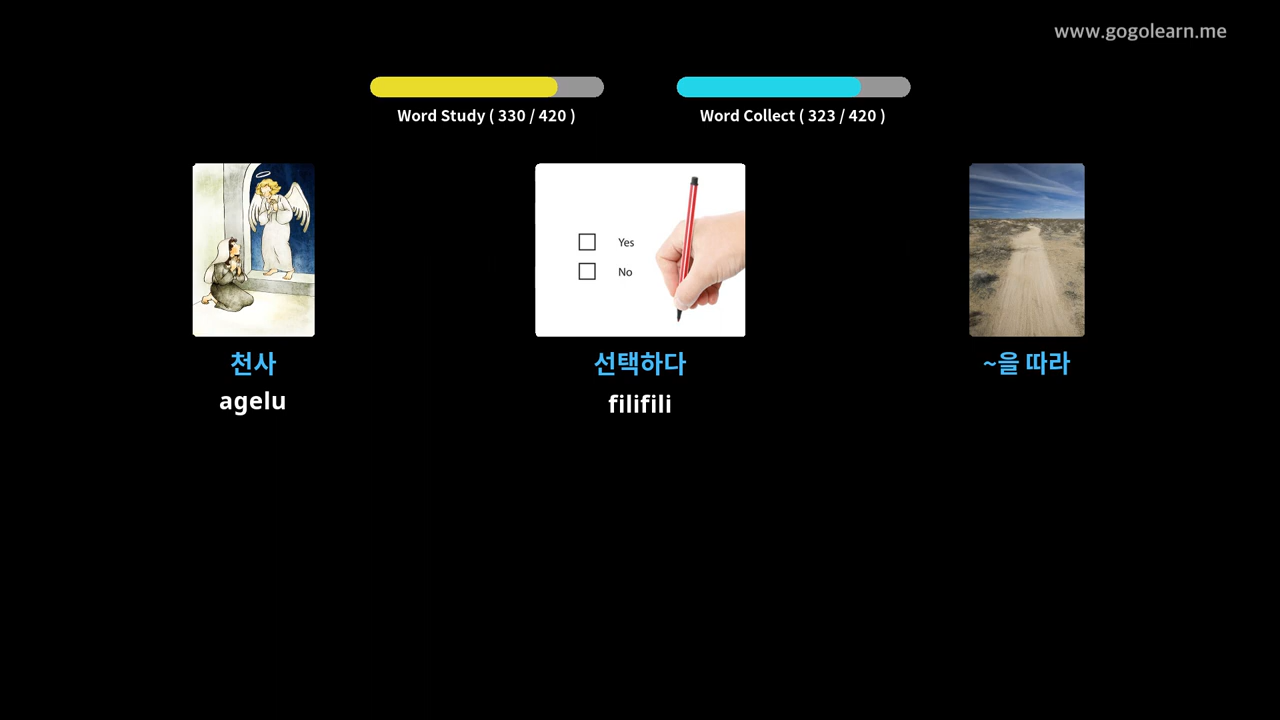 www.gogolearn.me
Word Study ( 330 / 420 )
Word Collect ( 323 / 420 )
Yes
No
천사
선택하다
~을 따라
agelu
filifili